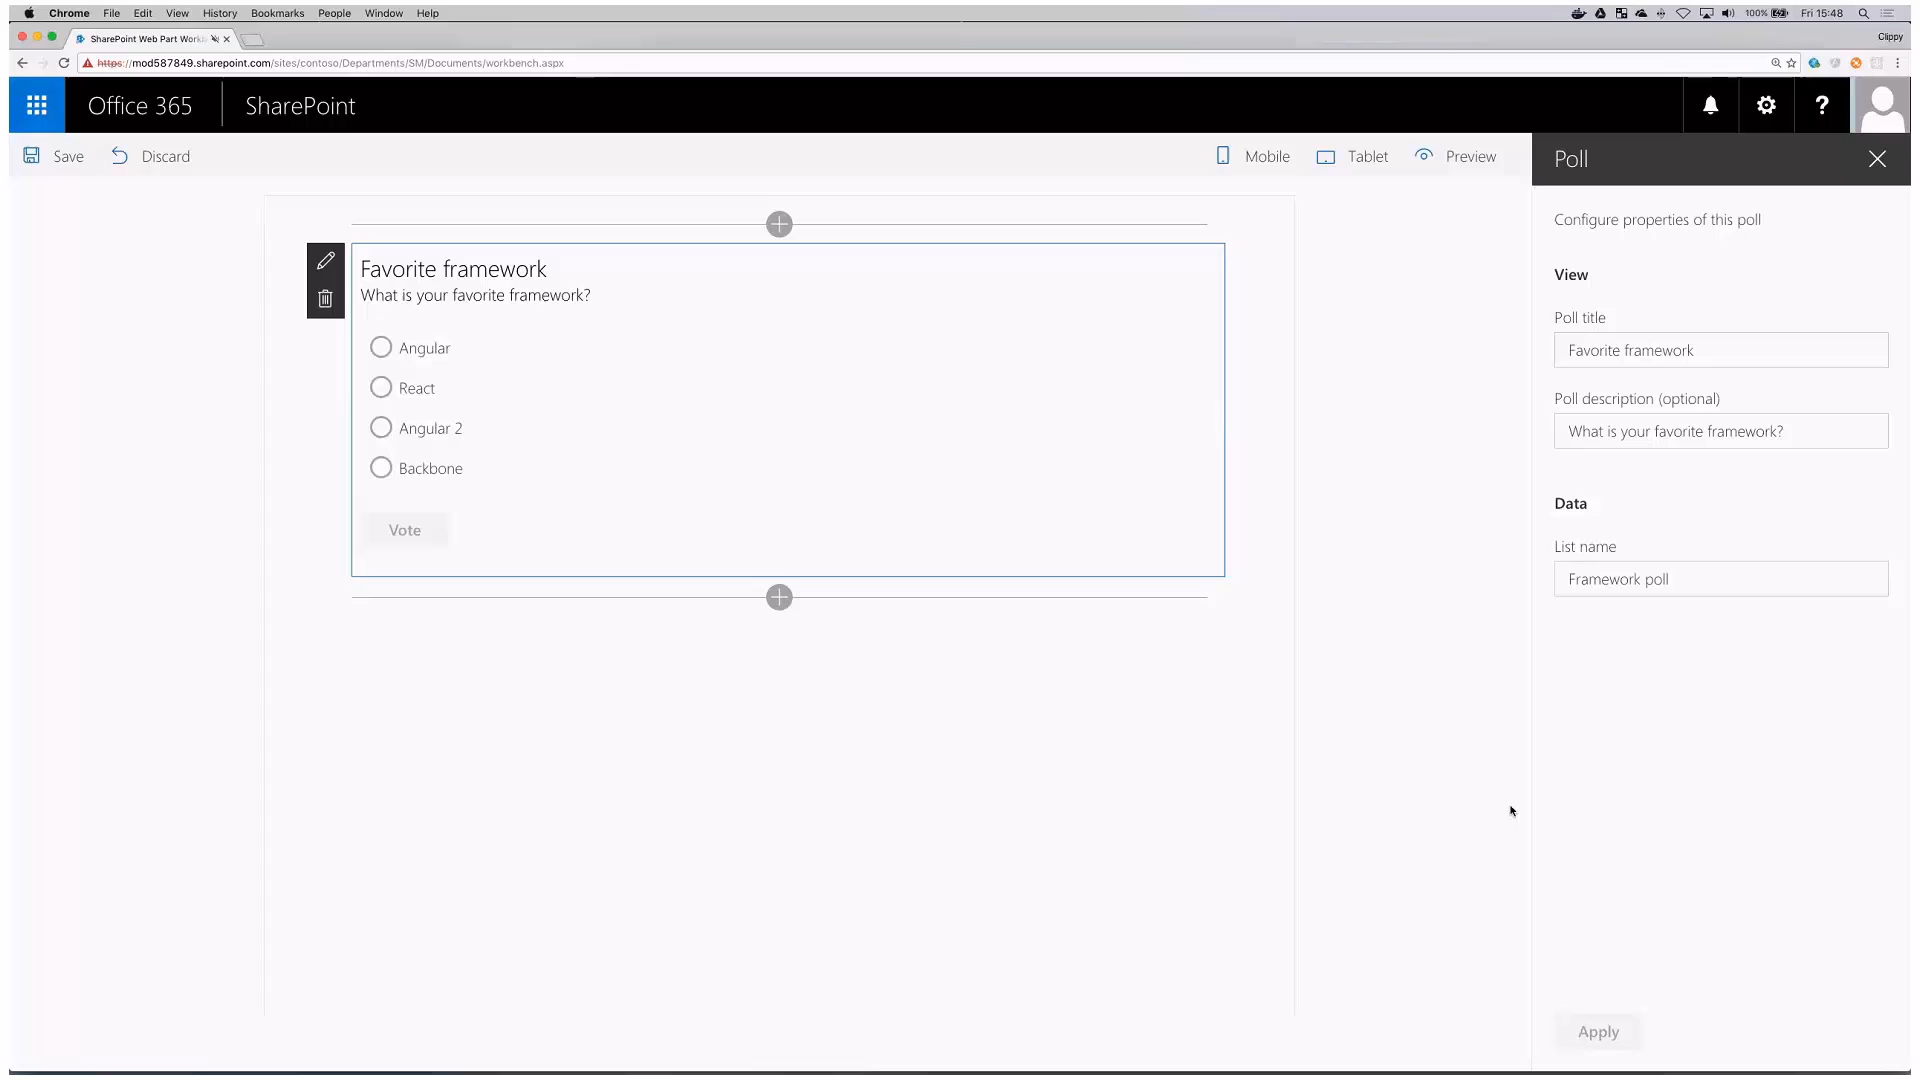 Chrome File Edit View History Bookmarks People Window Help 100% Fri 15:48
SharePoint Web Part Work
Clippy
https://mod587849.sharepoint.com/sites/contoso/Departments/SM/Documents/workbench.aspx
Office 365 SharePoint ?
Save Discard Mobile Tablet Preview
Poll
Configure properties of this poll
View
Poll title
Favorite framework
Poll description (optional)
What is your favorite framework?
Data
List name
Framework poll
Apply
Favorite framework
What is your favorite framework?
Angular
React
Angular 2
Backbone
Vote